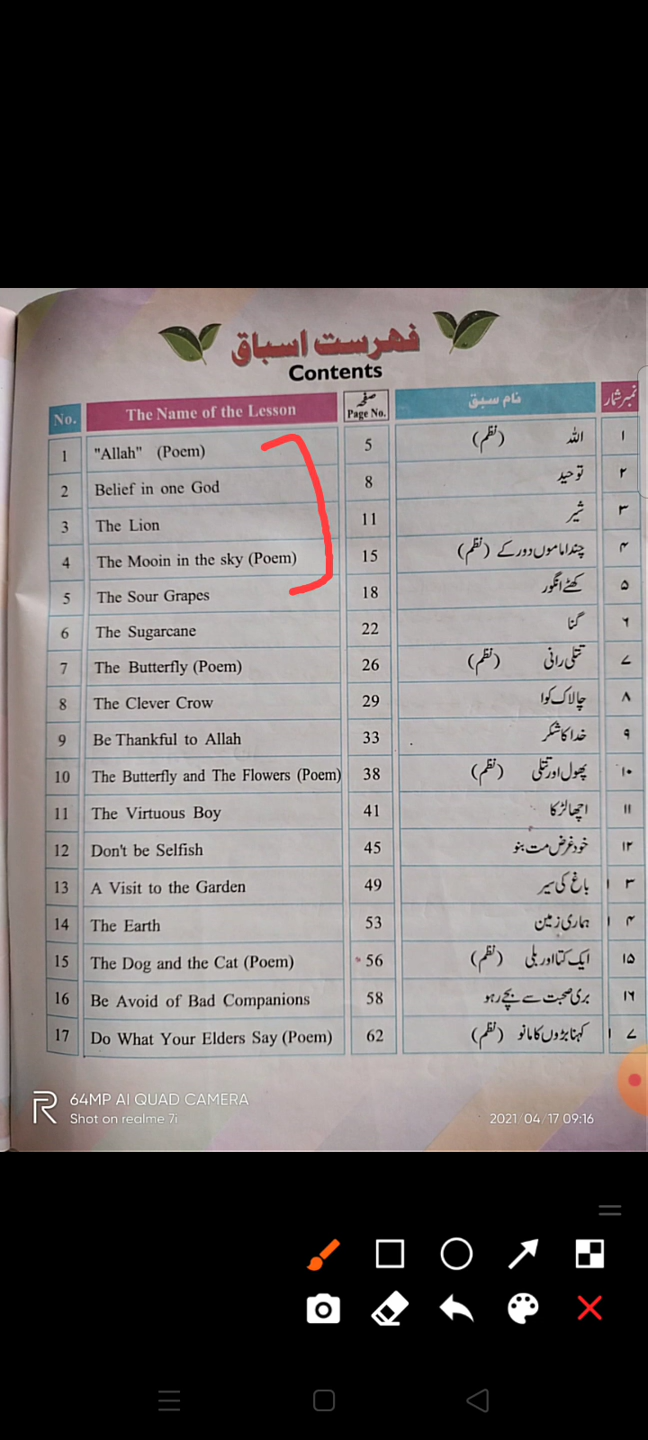 فہرست اسباق
Contents
No. The Name of the Lesson صفحہ Page No. نام سبق نمبر شمار
1 "Allah" (Poem) 5 اللہ (نظم) ۱
2 Belief in one God 8 توحید ۲
3 The Lion 11 شیر ۳
4 The Mooin in the sky (Poem) 15 چندا ماموں دور کے (نظم) ۴
5 The Sour Grapes 18 کھٹے انگور ۵
6 The Sugarcane 22 گنا ۶
7 The Butterfly (Poem) 26 تتلی رانی (نظم) ۷
8 The Clever Crow 29 چالاک کوا ۸
9 Be Thankful to Allah 33 خدا کا شکر ۹
10 The Butterfly and The Flowers (Poem) 38 پھول اور تتلی (نظم) ۱۰
11 The Virtuous Boy 41 اچھا لڑکا ۱۱
12 Don't be Selfish 45 خود غرض مت بنو ۱۲
13 A Visit to the Garden 49 باغ کی سیر ۱۳
14 The Earth 53 ہماری زمین ۱۴
15 The Dog and the Cat (Poem) 56 ایک کتا اور بلی (نظم) ۱۵
16 Be Avoid of Bad Companions 58 بری صحبت سے بچے رہو ۱۶
17 Do What Your Elders Say (Poem) 62 کہنا بڑوں کا مانو (نظم) ۱۷
R 64MP AI QUAD CAMERA
Shot on realme 7i 2021/04/17 09:16